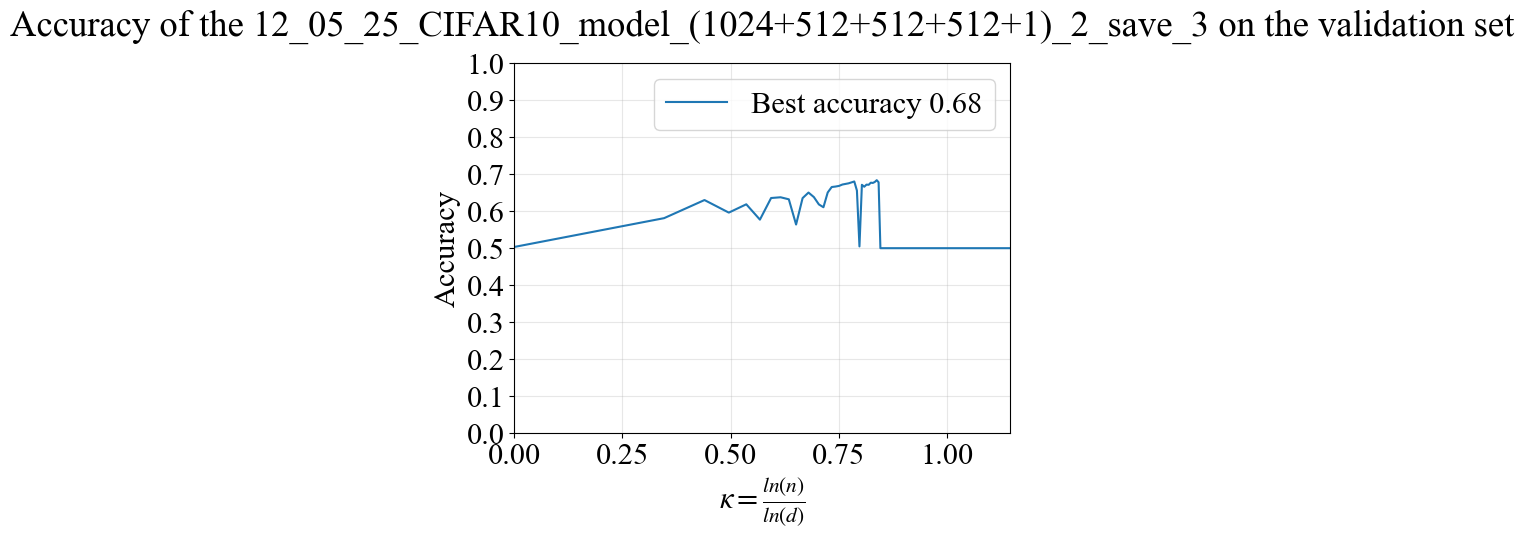 Accuracy of the 12_05_25_CIFAR10_model_(1024+512+512+512+1)_2_save_3 on the validation set
Best accuracy 0.68
Accuracy
1.0
0.9
0.8
0.7
0.6
0.5
0.4
0.3
0.2
0.1
0.0
0.00 0.25 0.50 0.75 1.00
κ = ln(n) / ln(d)